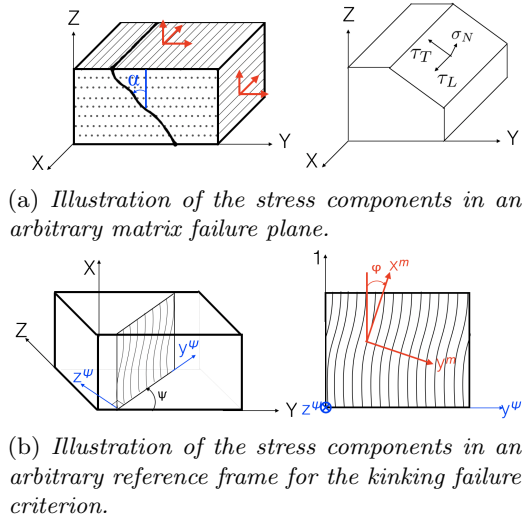 Z
α
Y
X
Z
σN
τT
τL
Y
X
(a) Illustration of the stress components in an
arbitrary matrix failure plane.
X
Z
yψ
zψ
ψ
Y
1
φ
xm
ym
zψ
yψ
(b) Illustration of the stress components in an
arbitrary reference frame for the kinking failure
criterion.